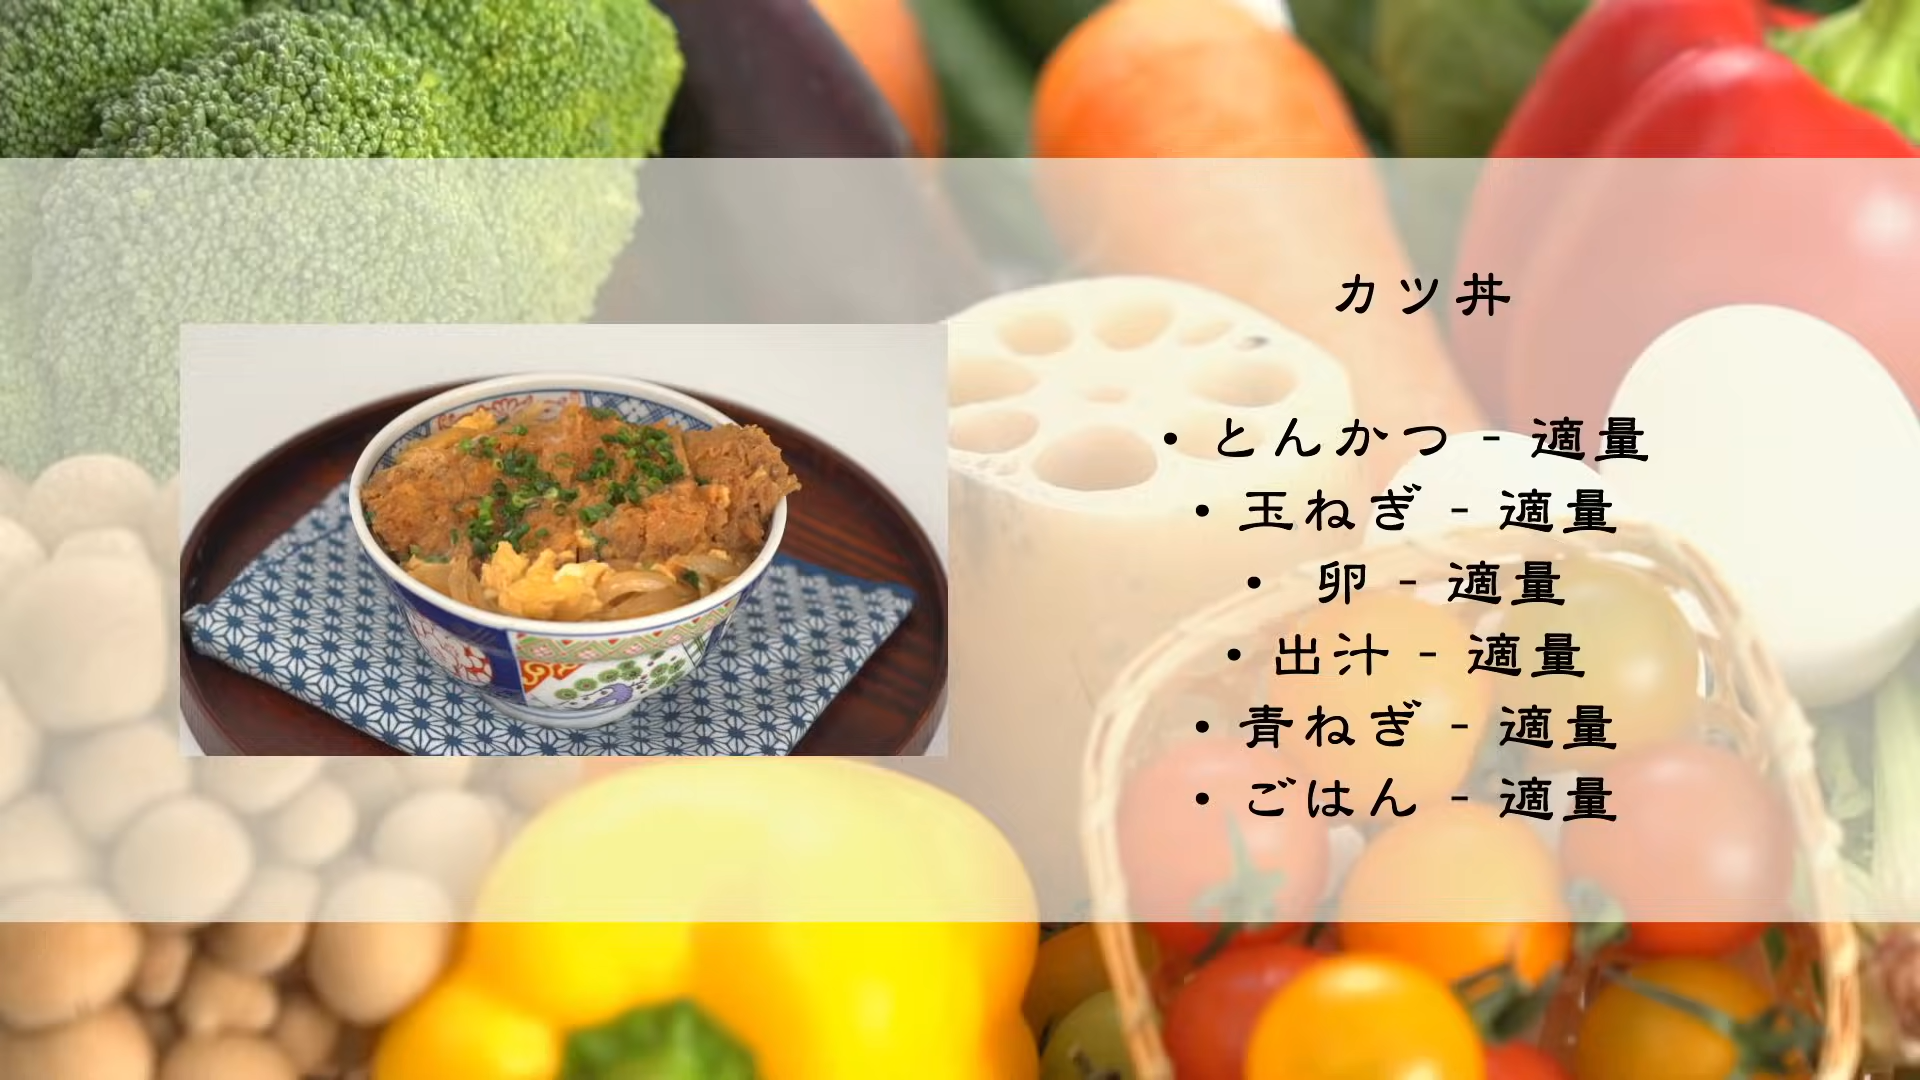 カツ丼
• とんかつ - 適量
• 玉ねぎ - 適量
• 卵 - 適量
• 出汁 - 適量
• 青ねぎ - 適量
• ごはん - 適量